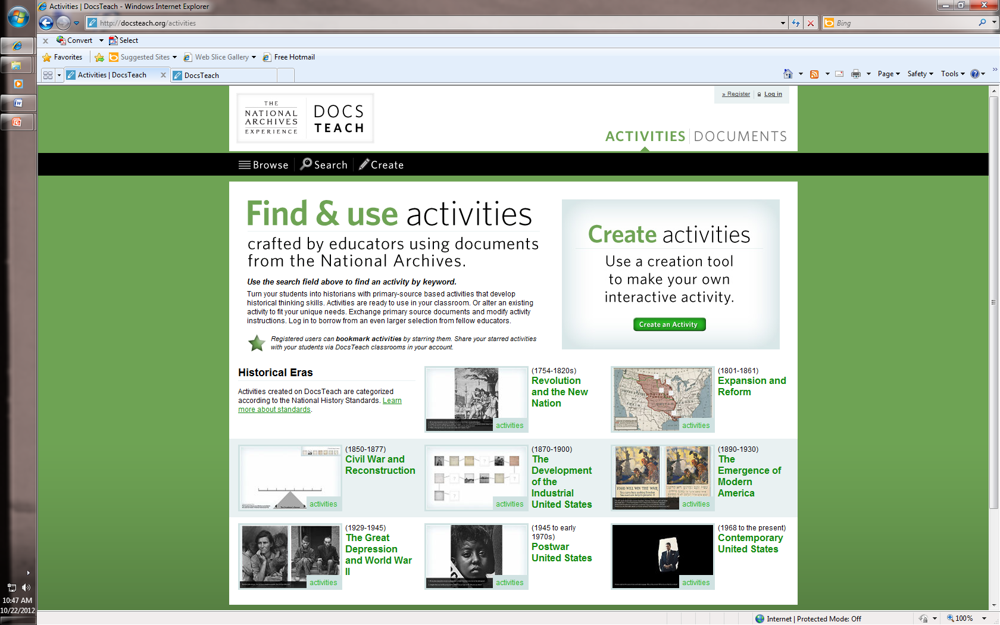 Activities | DocsTeach - Windows Internet Explorer
http://docsteach.org/activities
Bing
x Convert Select
Favorites Suggested Sites Web Slice Gallery Free Hotmail
Activities | DocsTeach x DocsTeach
Page Safety Tools
» Register Log in
THE
NATIONAL
ARCHIVES
EXPERIENCE
DOCS
TEACH
ACTIVITIES DOCUMENTS
Browse Search Create
Find & use activities
crafted by educators using documents
from the National Archives.
Use the search field above to find an activity by keyword.
Turn your students into historians with primary-source based activities that develop
historical thinking skills. Activities are ready to use in your classroom. Or alter an existing
activity to fit your unique needs. Exchange primary source documents and modify activity
instructions. Log in to borrow from an even larger selection from fellow educators.
Registered users can bookmark activities by starring them. Share your starred activities
with your students via DocsTeach classrooms in your account.
Create activities
Use a creation tool
to make your own
interactive activity.
Create an Activity
Historical Eras
Activities created on DocsTeach are categorized
according to the National History Standards. Learn
more about standards.
(1754-1820s)
Revolution
and the New
Nation
activities
(1801-1861)
Expansion and
Reform
activities
(1850-1877)
Civil War and
Reconstruction
activities
(1870-1900)
The
Development
of the
Industrial
United States
activities
(1890-1930)
The
Emergence of
Modern
America
FOOD WILL WIN THE WAR
activities
(1929-1945)
The Great
Depression
and World War
II
activities
(1945 to early
1970s)
Postwar
United States
activities
(1968 to the present)
Contemporary
United States
activities
10:47 AM
10/22/2012
Internet | Protected Mode: Off
100%